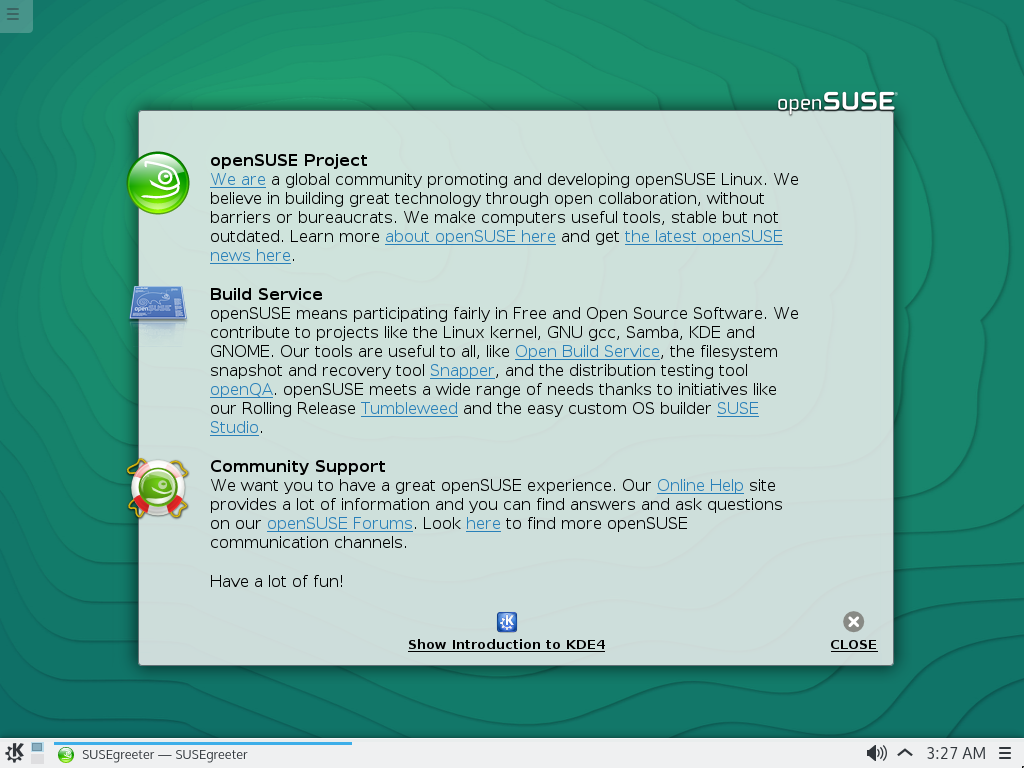 openSUSE
openSUSE Project
We are a global community promoting and developing openSUSE Linux. We
believe in building great technology through open collaboration, without
barriers or bureaucrats. We make computers useful tools, stable but not
outdated. Learn more about openSUSE here and get the latest openSUSE
news here.
Build Service
openSUSE means participating fairly in Free and Open Source Software. We
contribute to projects like the Linux kernel, GNU gcc, Samba, KDE and
GNOME. Our tools are useful to all, like Open Build Service, the filesystem
snapshot and recovery tool Snapper, and the distribution testing tool
openQA. openSUSE meets a wide range of needs thanks to initiatives like
our Rolling Release Tumbleweed and the easy custom OS builder SUSE
Studio.
Community Support
We want you to have a great openSUSE experience. Our Online Help site
provides a lot of information and you can find answers and ask questions
on our openSUSE Forums. Look here to find more openSUSE
communication channels.
Have a lot of fun!
Show Introduction to KDE4
CLOSE
SUSEgreeter — SUSEgreeter
3:27 AM